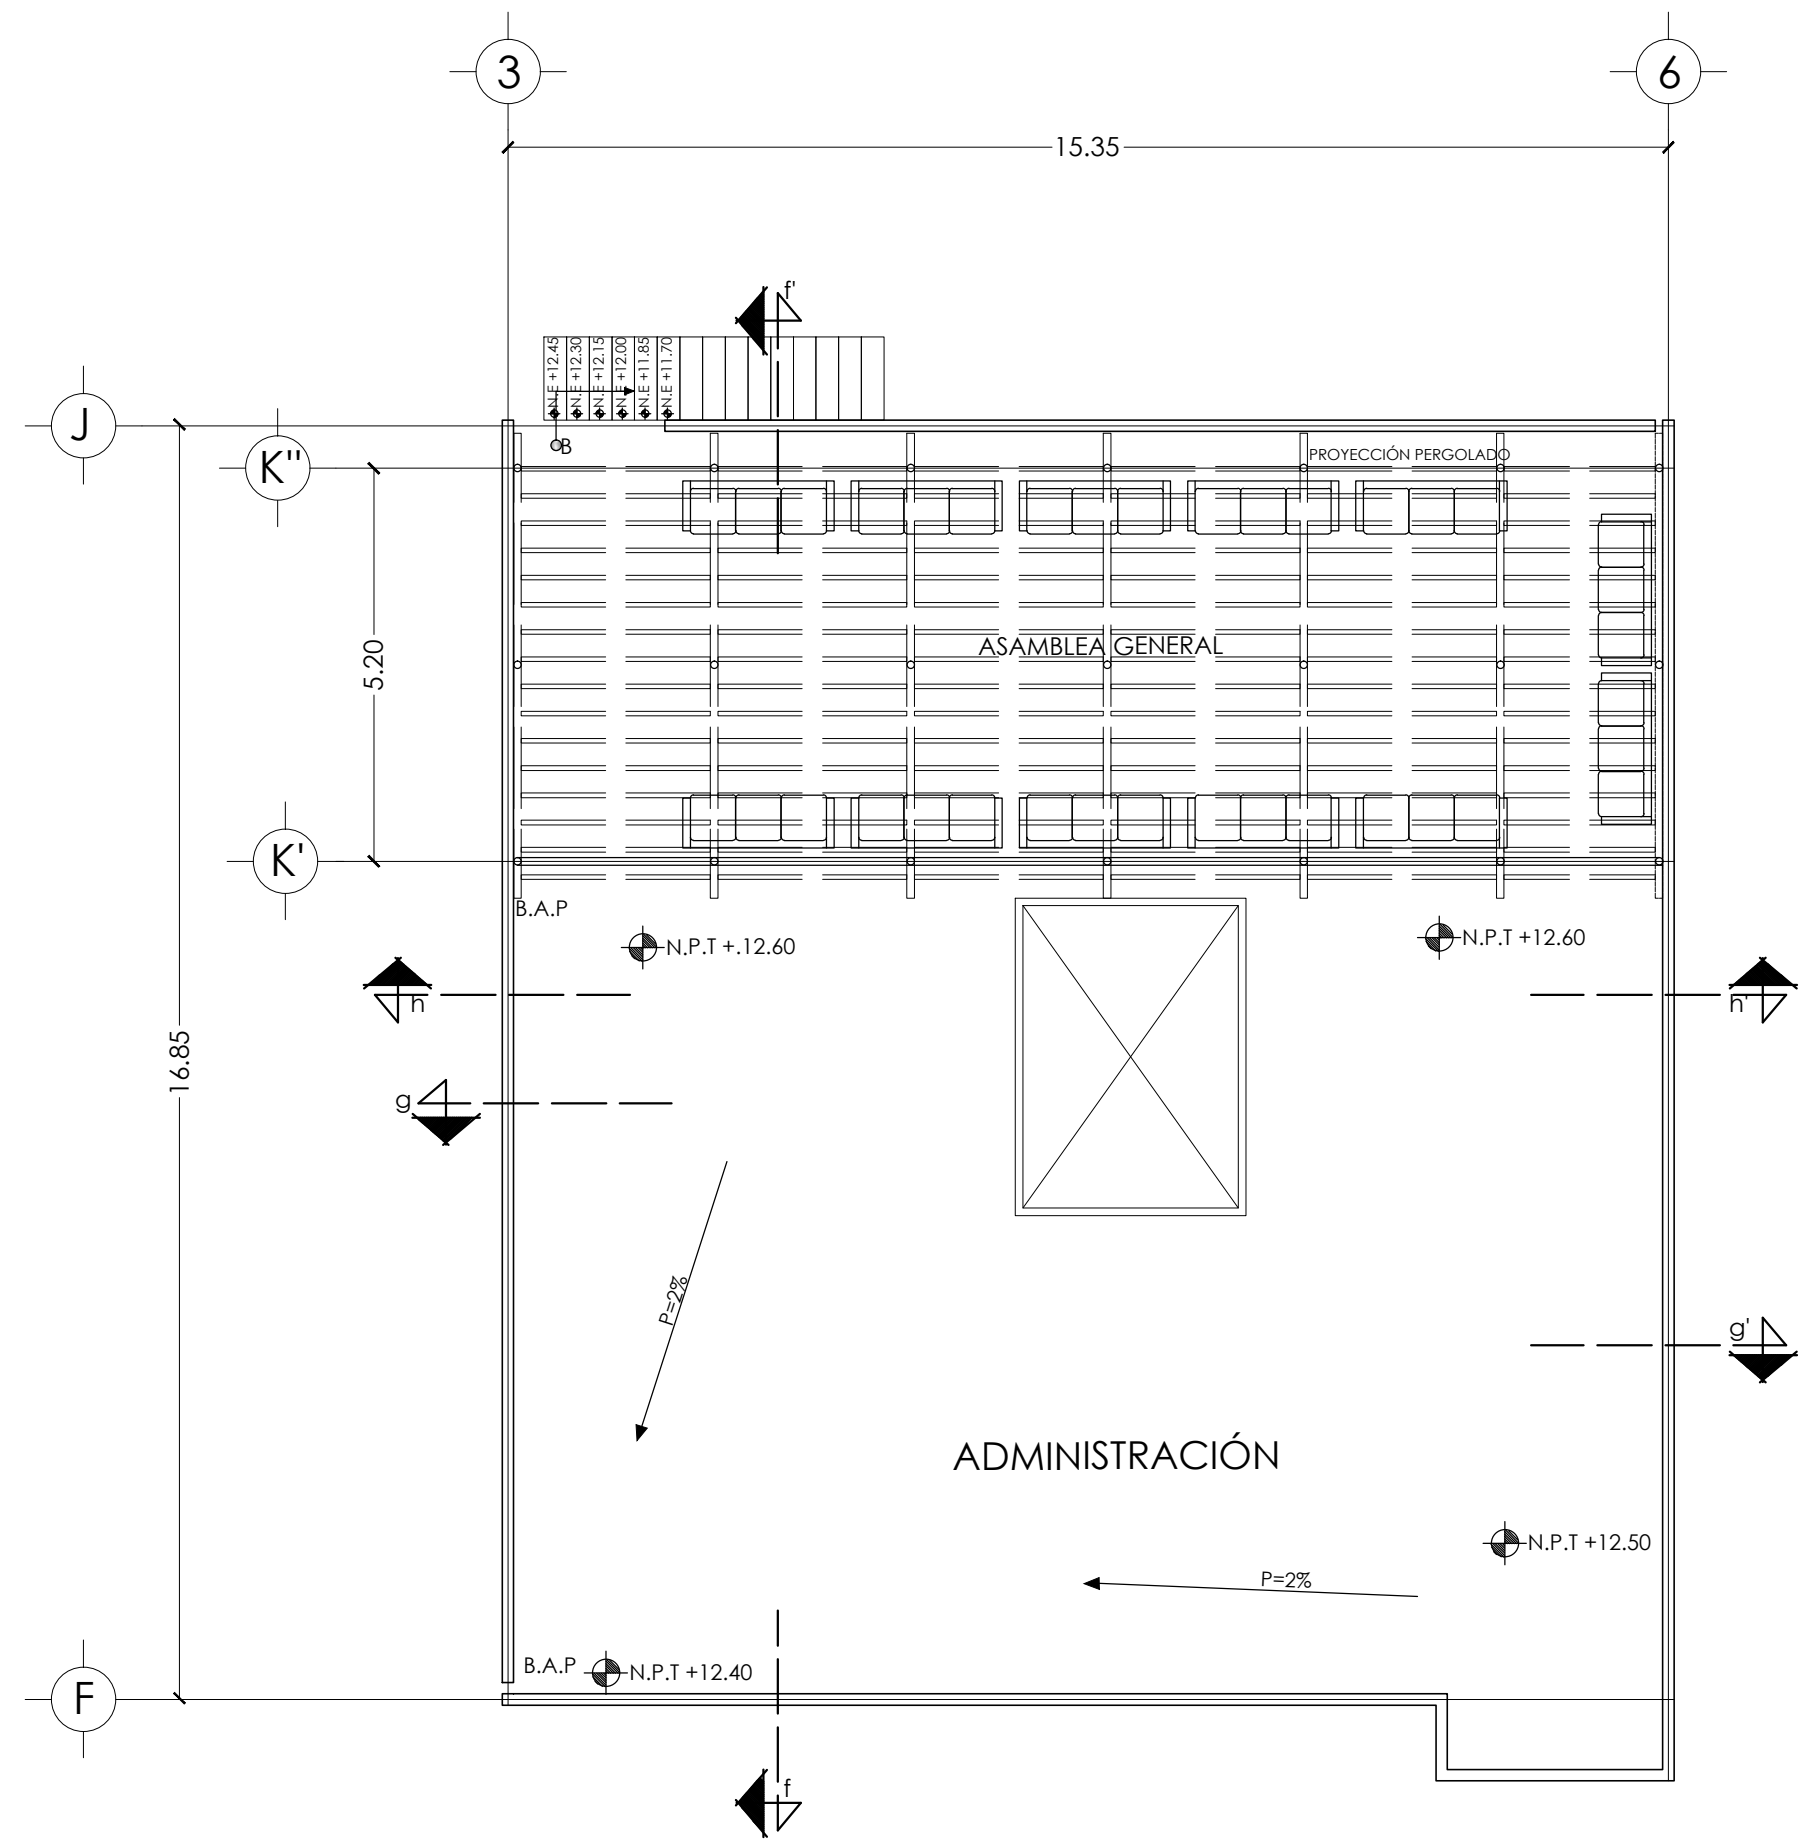 3
6
15.35
f'
N.E +12.45
N.E +12.30
N.E +12.15
N.E +12.00
N.E +11.85
N.E +11.70
J
B
K"
PROYECCIÓN PERGOLADO
ASAMBLEA GENERAL
5.20
K'
B.A.P
N.P.T +.12.60
N.P.T +12.60
h
h'
16.85
g
P=2%
g'
ADMINISTRACIÓN
N.P.T +12.50
P=2%
B.A.P
N.P.T +12.40
F
f